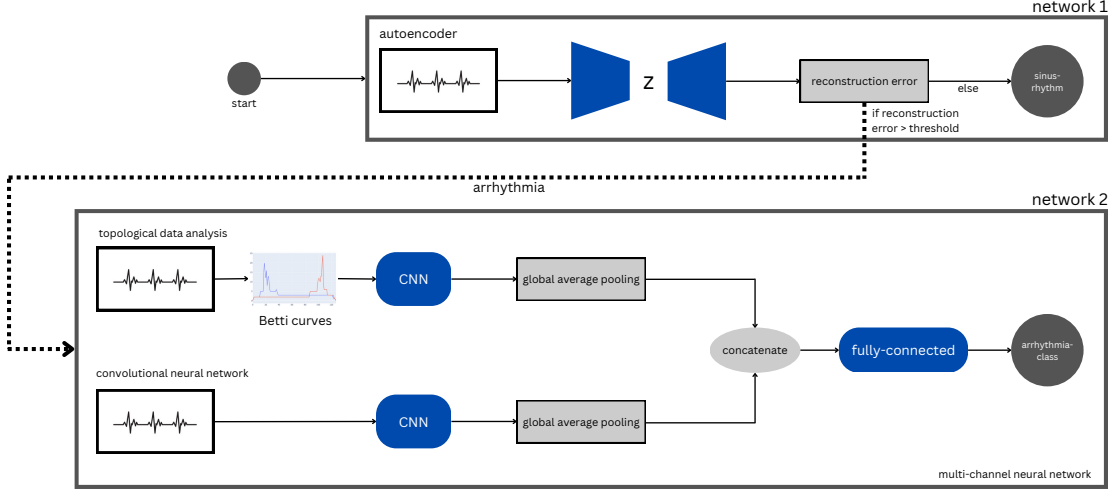 network 1
autoencoder
start
Z
reconstruction error
else
sinus-
rhythm
if reconstruction
error > threshold
arrhythmia
network 2
topological data analysis
Betti curves
CNN
global average pooling
concatenate
fully-connected
arrhythmia-
class
convolutional neural network
CNN
global average pooling
multi-channel neural network